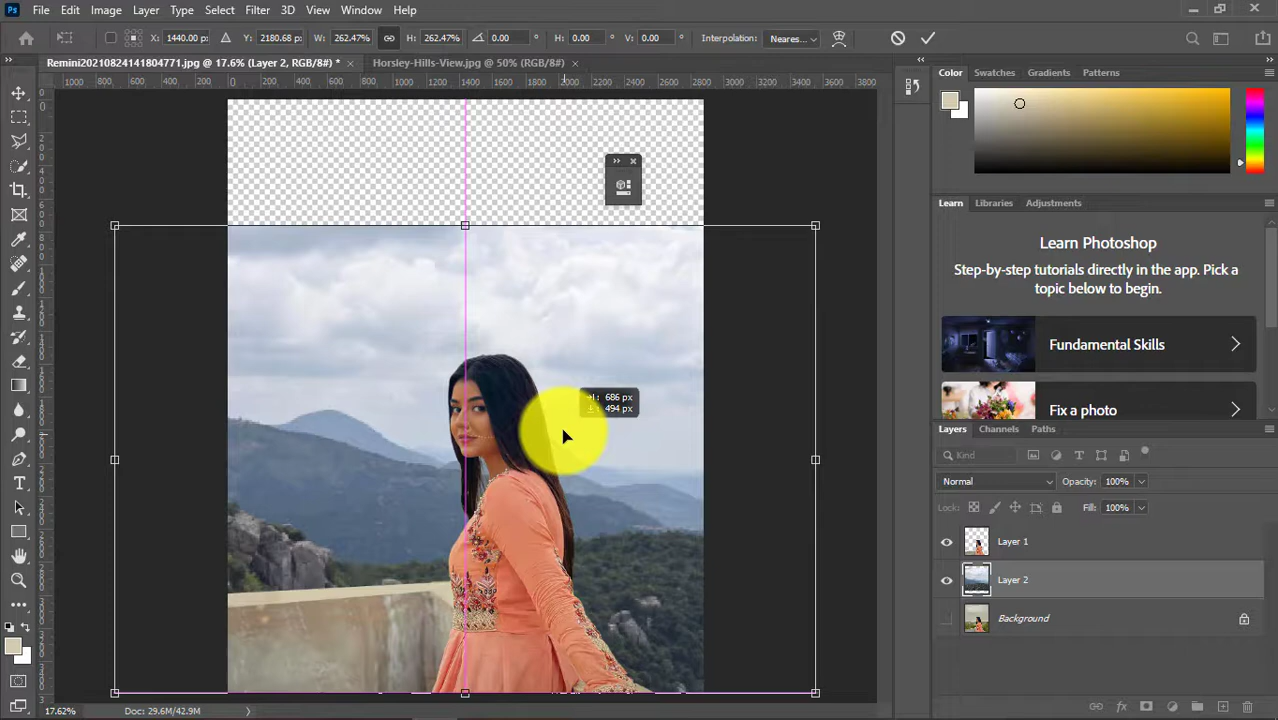 Ps File Edit Image Layer Type Select Filter 3D View Window Help
X: 1440.00 p: Y: 2180.68 p: W: 262.47% H: 262.47% 0.00 ° H: 0.00 ° V: 0.00 ° Interpolation: Neares...
Remini20210824141804771.jpg @ 17.6% (Layer 2, RGB/8#) * × Horsley-Hills-View.jpg @ 50% (RGB/8#) ×
1000 800 600 400 200 0 200 400 600 800 1000 1200 1400 1600 1800 2000 2200 2400 2600 2800 3000 3200 3400 3600 3800
Color Swatches Gradients Patterns
Learn Libraries Adjustments
Learn Photoshop
Step-by-step tutorials directly in the app. Pick a
topic below to begin.
Fundamental Skills
Fix a photo
686 px
494 px
Layers Channels Paths
Kind
Normal Opacity: 100%
Lock: Fill: 100%
Layer 1
Layer 2
Background
17.62% Doc: 29.6M/42.9M